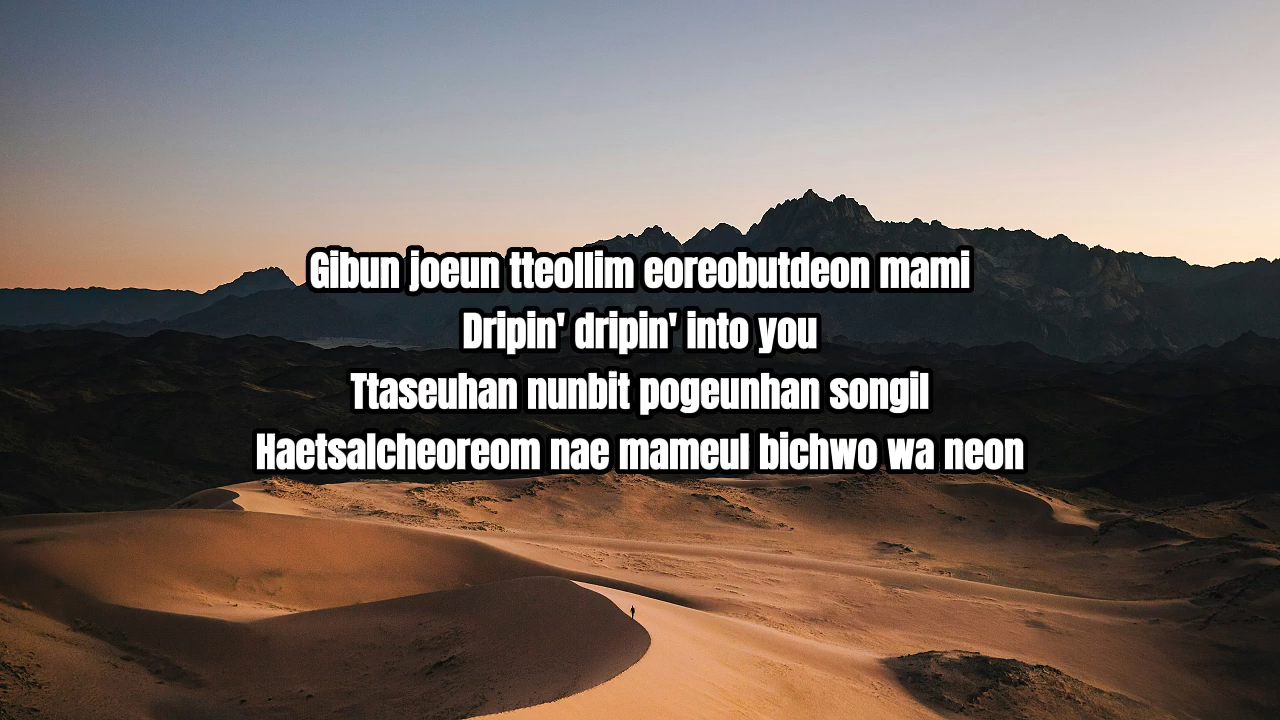 Gibun joeun tteollim eoreobutdeon mami
Dripin' dripin' into you
Ttaseuhan nunbit pogeunhan songil
Haetsalcheoreom nae mameul bichwo wa neon